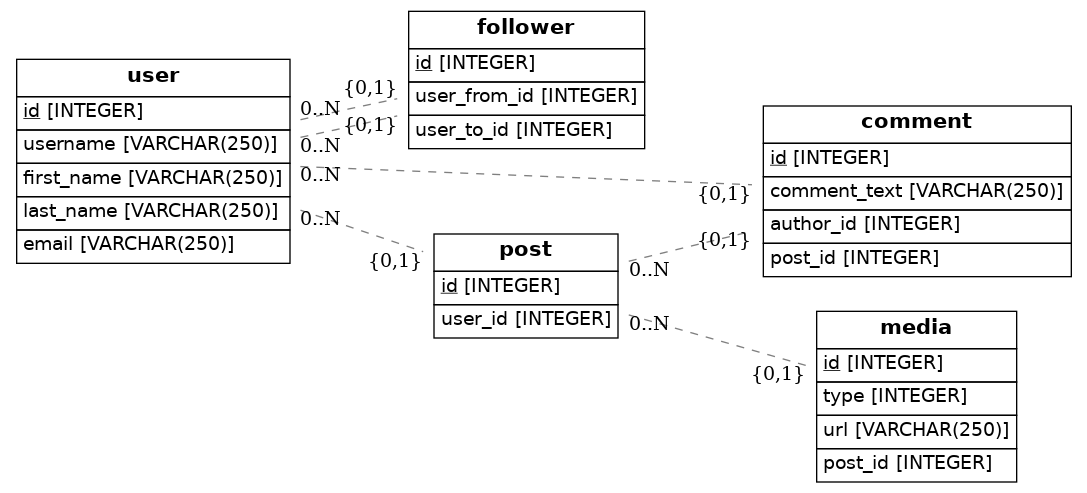 user
id [INTEGER]
username [VARCHAR(250)]
first_name [VARCHAR(250)]
last_name [VARCHAR(250)]
email [VARCHAR(250)]
follower
id [INTEGER]
user_from_id [INTEGER]
user_to_id [INTEGER]
{0,1}
0..N
{0,1}
0..N
0..N
{0,1}
0..N
{0,1}
comment
id [INTEGER]
comment_text [VARCHAR(250)]
author_id [INTEGER]
post_id [INTEGER]
post
id [INTEGER]
user_id [INTEGER]
{0,1}
0..N
0..N
{0,1}
media
id [INTEGER]
type [INTEGER]
url [VARCHAR(250)]
post_id [INTEGER]